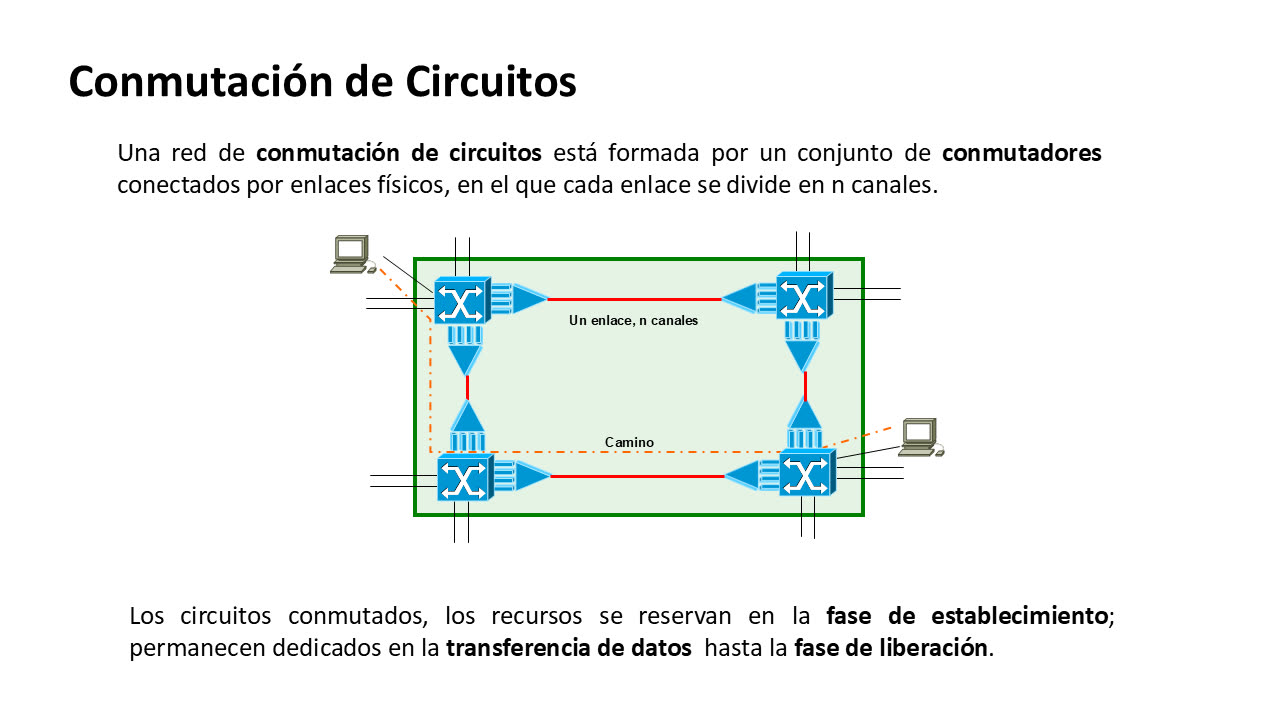 Conmutación de Circuitos
Una red de conmutación de circuitos está formada por un conjunto de conmutadores
conectados por enlaces físicos, en el que cada enlace se divide en n canales.
Un enlace, n canales
Camino
Los circuitos conmutados, los recursos se reservan en la fase de establecimiento;
permanecen dedicados en la transferencia de datos hasta la fase de liberación.